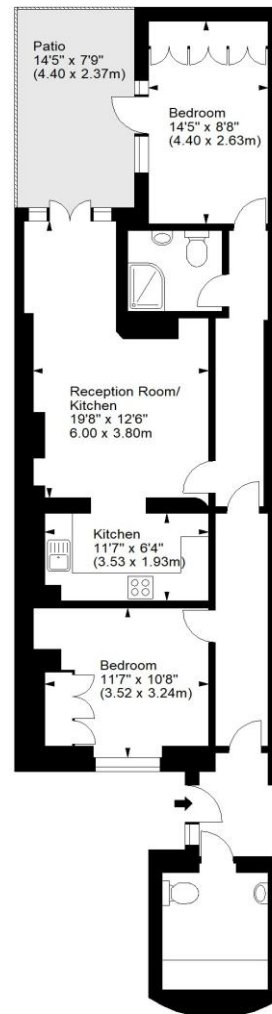 Patio
14'5" x 7'9"
(4.40 x 2.37m)
Bedroom
14'5" x 8'8"
(4.40 x 2.63m)
Reception Room/
Kitchen
19'8" x 12'6"
6.00 x 3.80m
Kitchen
11'7" x 6'4"
(3.53 x 1.93m)
Bedroom
11'7" x 10'8"
(3.52 x 3.24m)